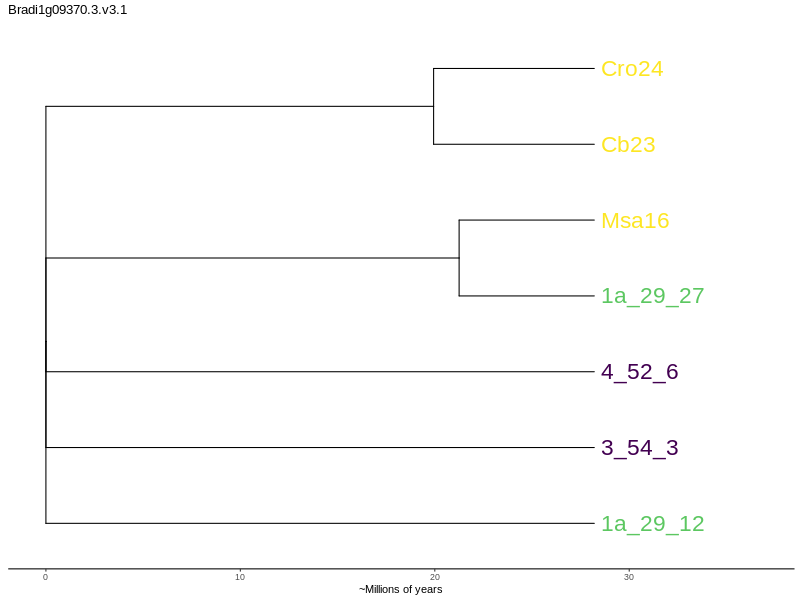 Bradi1g09370.3.v3.1
Cro24
Cb23
Msa16
1a_29_27
4_52_6
3_54_3
1a_29_12
0 10 20 30
~Millions of years